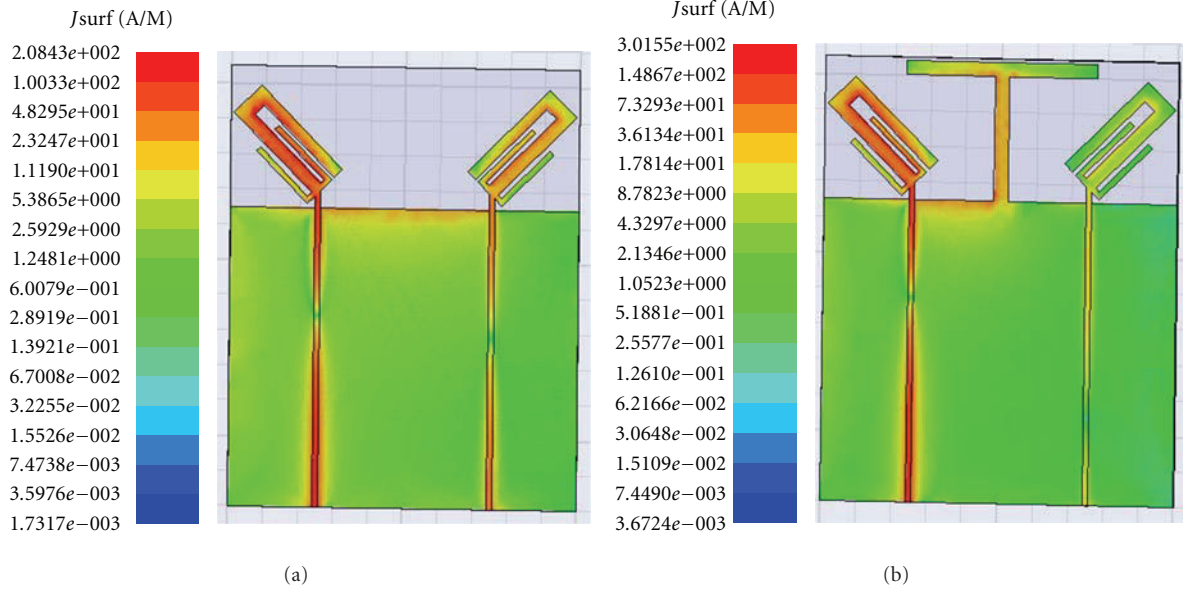 Jsurf (A/M)
2.0843e+002
1.0033e+002
4.8295e+001
2.3247e+001
1.1190e+001
5.3865e+000
2.5929e+000
1.2481e+000
6.0079e−001
2.8919e−001
1.3921e−001
6.7008e−002
3.2255e−002
1.5526e−002
7.4738e−003
3.5976e−003
1.7317e−003
(a)
Jsurf (A/M)
3.0155e+002
1.4867e+002
7.3293e+001
3.6134e+001
1.7814e+001
8.7823e+000
4.3297e+000
2.1346e+000
1.0523e+000
5.1881e−001
2.5577e−001
1.2610e−001
6.2166e−002
3.0648e−002
1.5109e−002
7.4490e−003
3.6724e−003
(b)